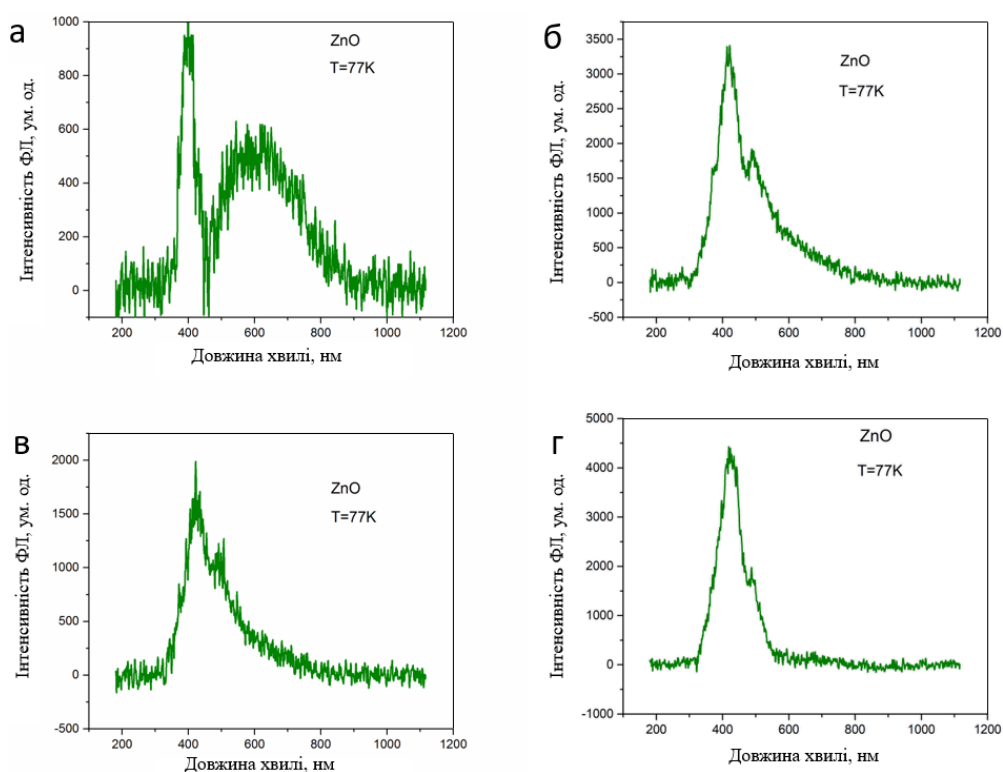 а
1000
800
600
400
200
0
Інтенсивність ФЛ, ум. од.
ZnO
T=77K
200 400 600 800 1000 1200
Довжина хвилі, нм
б
3500
3000
2500
2000
1500
1000
500
0
-500
Інтенсивність ФЛ, ум. од.
ZnO
T=77K
200 400 600 800 1000 1200
Довжина хвилі, нм
в
2000
1500
1000
500
0
-500
Інтенсивність ФЛ, ум. од.
ZnO
T=77K
200 400 600 800 1000 1200
Довжина хвилі, нм
г
5000
4000
3000
2000
1000
0
-1000
Інтенсивність ФЛ, ум. од.
ZnO
T=77K
200 400 600 800 1000 1200
Довжина хвилі, нм